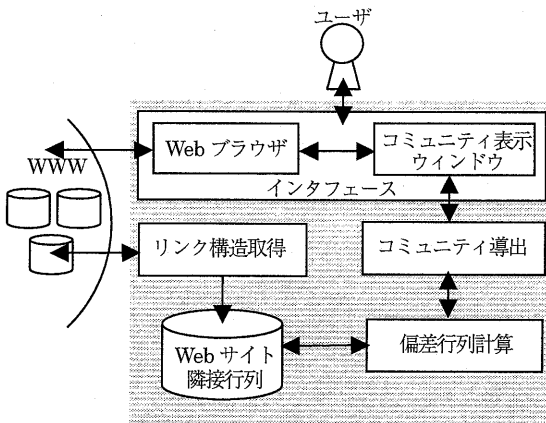 ユーザ
Web ブラウザ
コミュニティ表示
ウィンドウ
インタフェース
WWW
リンク構造取得
コミュニティ導出
Web サイト
隣接行列
偏差行列計算